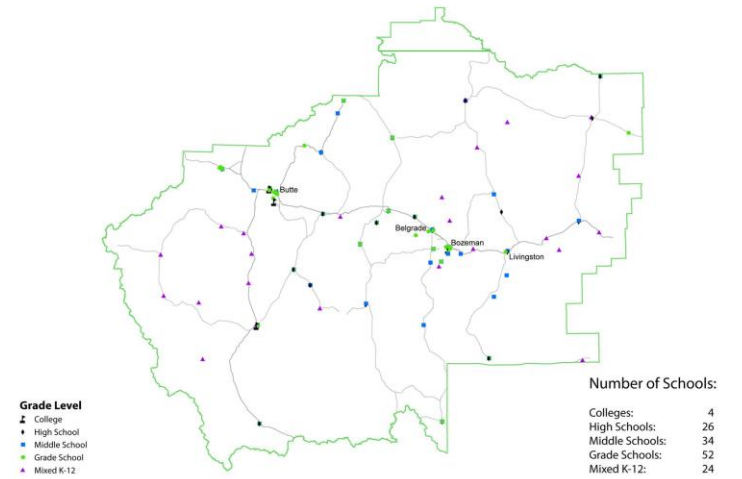 Butte
Belgrade
Bozeman
Livingston
Number of Schools:
Colleges: 4
High Schools: 26
Middle Schools: 34
Grade Schools: 52
Mixed K-12: 24
Grade Level
College
High School
Middle School
Grade School
Mixed K-12